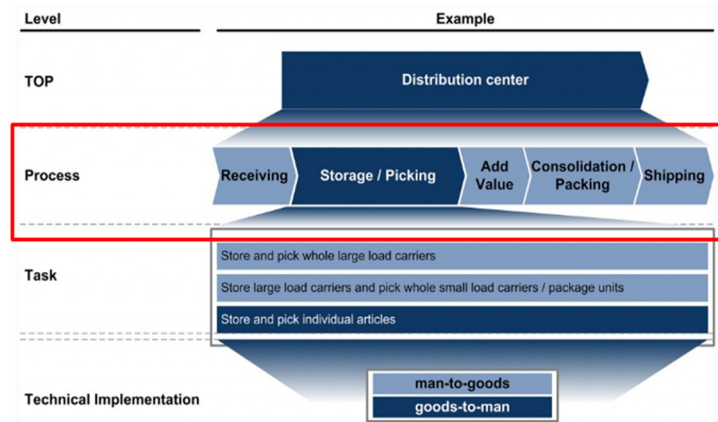 Level Example
TOP Distribution center
Process Receiving Storage / Picking Add Value Consolidation / Packing Shipping
Task
Store and pick whole large load carriers
Store large load carriers and pick whole small load carriers / package units
Store and pick individual articles
Technical Implementation
man-to-goods
goods-to-man